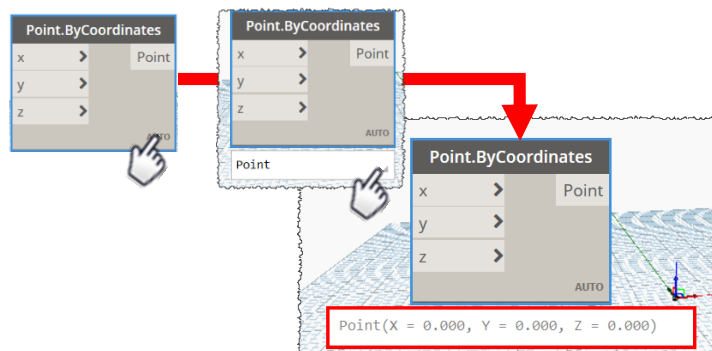 Point.ByCoordinates
x
Point
y
z
AUTO
Point.ByCoordinates
x
Point
y
z
AUTO
Point
Point.ByCoordinates
x
Point
y
z
AUTO
Point(X = 0.000, Y = 0.000, Z = 0.000)